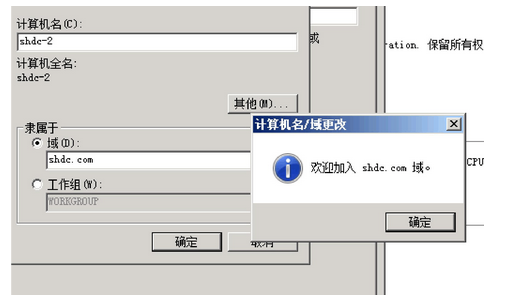 计算机名(C):
shdc-2
或
ration. 保留所有权
计算机全名:
shdc-2
其他(M)...
隶属于
域(D):
shdc.com
工作组(W):
WORKGROUP
确定
取消
计算机名/域更改
欢迎加入 shdc.com 域。
确定
CPU